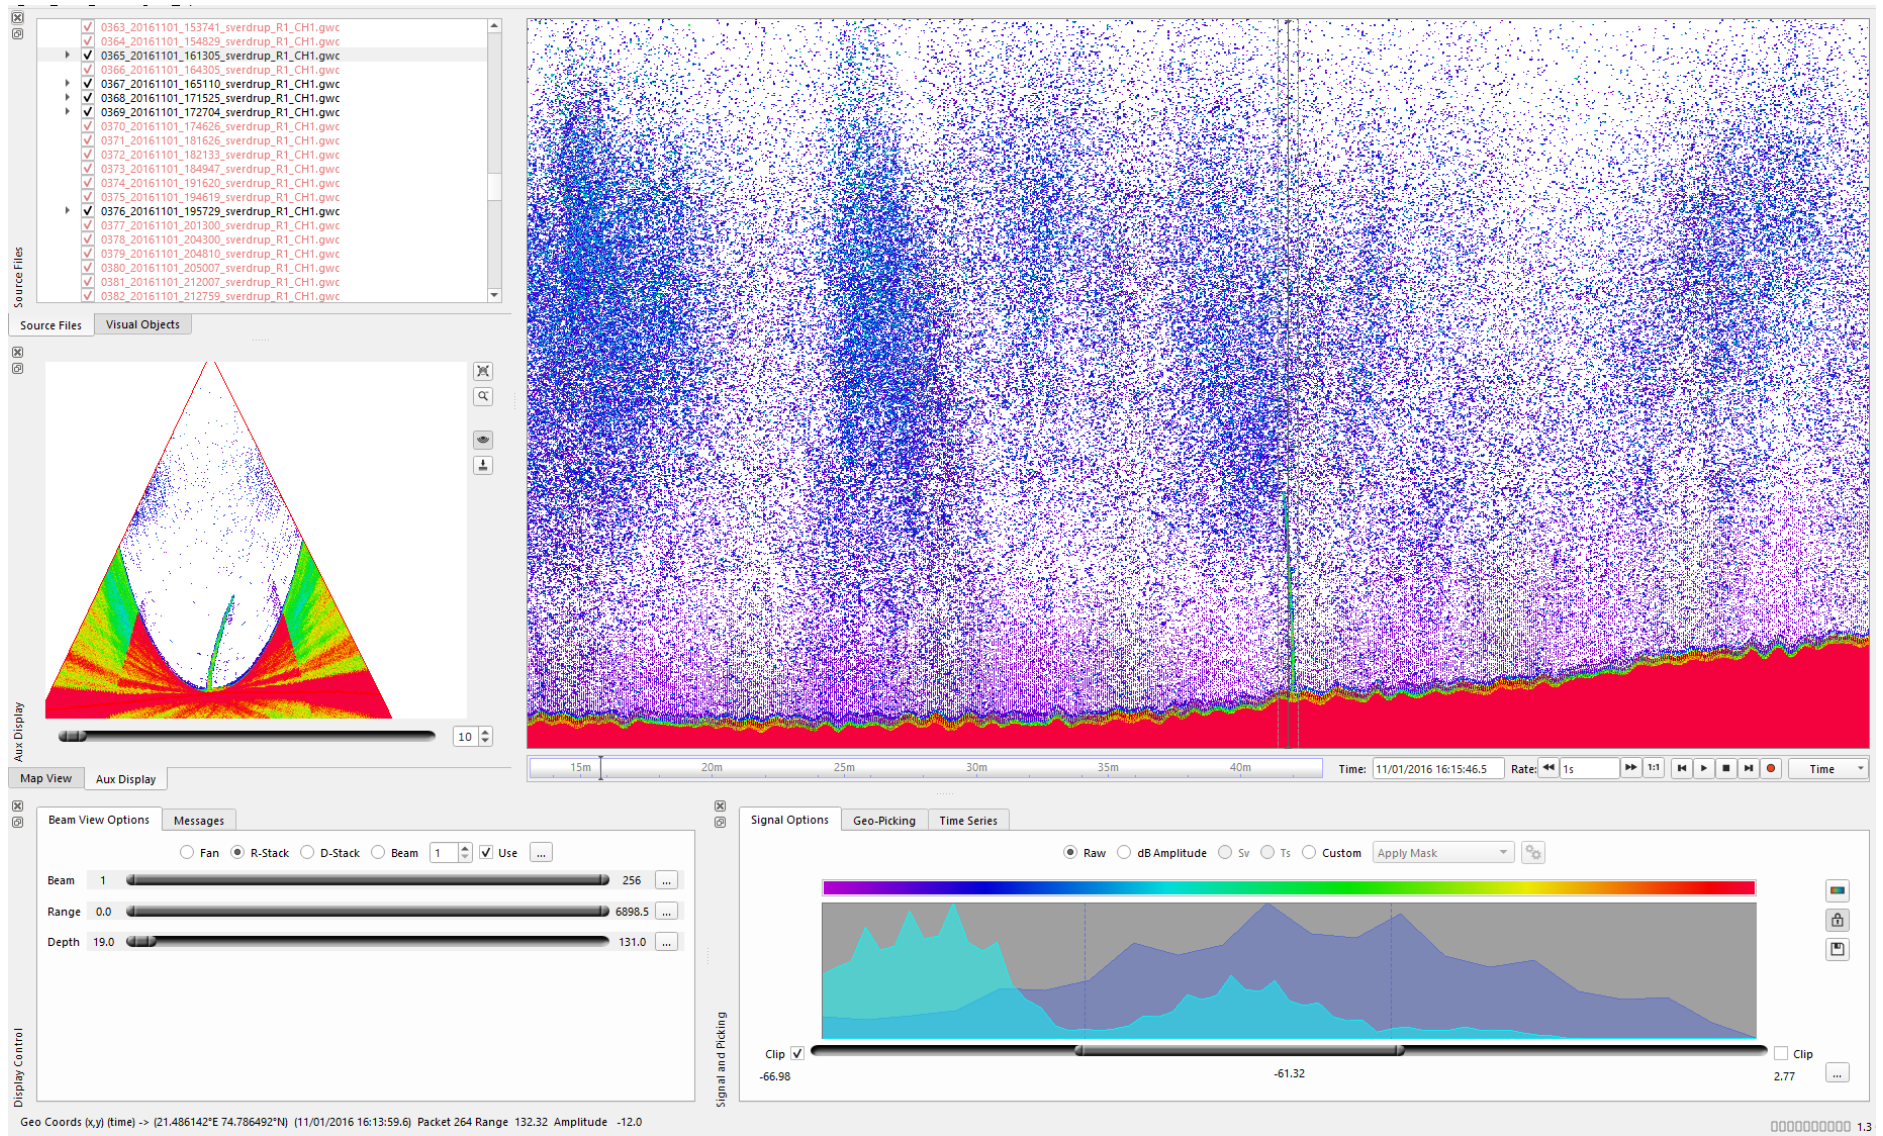 0363_20161101_153741_sverdrup_R1_CH1.gwc
0364_20161101_154829_sverdrup_R1_CH1.gwc
0365_20161101_161305_sverdrup_R1_CH1.gwc
0366_20161101_164305_sverdrup_R1_CH1.gwc
0367_20161101_165110_sverdrup_R1_CH1.gwc
0368_20161101_171525_sverdrup_R1_CH1.gwc
0369_20161101_172704_sverdrup_R1_CH1.gwc
0370_20161101_174626_sverdrup_R1_CH1.gwc
0371_20161101_181626_sverdrup_R1_CH1.gwc
0372_20161101_182133_sverdrup_R1_CH1.gwc
0373_20161101_184947_sverdrup_R1_CH1.gwc
0374_20161101_191620_sverdrup_R1_CH1.gwc
0375_20161101_194619_sverdrup_R1_CH1.gwc
0376_20161101_195729_sverdrup_R1_CH1.gwc
0377_20161101_201300_sverdrup_R1_CH1.gwc
0378_20161101_204300_sverdrup_R1_CH1.gwc
0379_20161101_204810_sverdrup_R1_CH1.gwc
0380_20161101_205007_sverdrup_R1_CH1.gwc
0381_20161101_212007_sverdrup_R1_CH1.gwc
0382_20161101_212759_sverdrup_R1_CH1.gwc
Source Files
Source Files Visual Objects
Aux Display
10
Map View Aux Display
15m 20m 25m 30m 35m 40m
Time: 11/01/2016 16:15:46.5 Rate: 1s 1:1 Time
Beam View Options Messages
Fan R-Stack D-Stack Beam 1 Use ...
Beam 1 256 ...
Range 0.0 6898.5 ...
Depth 19.0 131.0 ...
Display Control
Signal Options Geo-Picking Time Series
Raw dB Amplitude Sv Ts Custom Apply Mask
Clip Clip
-66.98 -61.32 2.77 ...
Signal and Picking
Geo Coords (x,y) (time) -> (21.486142°E 74.786492°N) (11/01/2016 16:13:59.6) Packet 264 Range 132.32 Amplitude -12.0
1.3